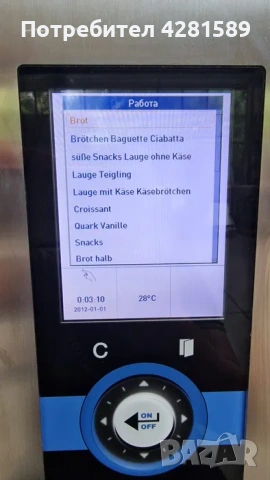 Потребител 4281589
Работа
Brot
Brötchen Baguette Ciabatta
süße Snacks Lauge ohne Käse
Lauge Teigling
Lauge mit Käse Käsebrötchen
Croissant
Quark Vanille
Snacks
Brot halb
0:03:10 28°C
2012-01-01
C
ON
OFF
BAZAR